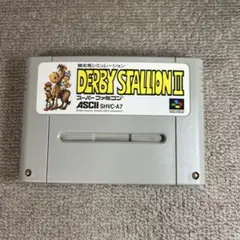 競走馬シミュレーション
DERBY STALLION III
スーパーファミコン
ASCII SHVC-A7